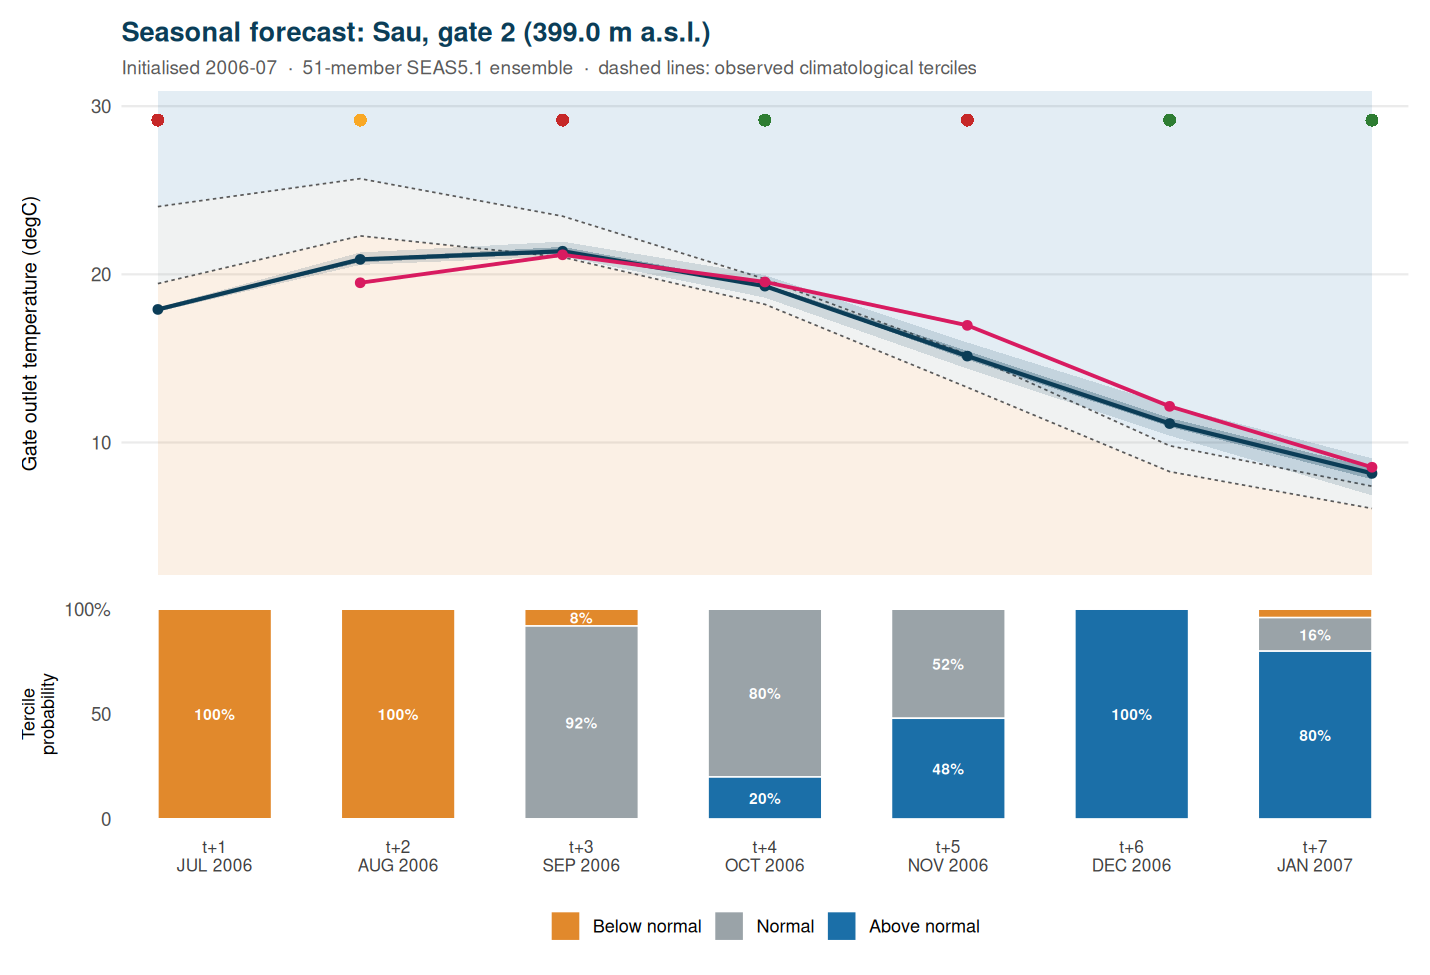 Seasonal forecast: Sau, gate 2 (399.0 m a.s.l.)
Initialised 2006-07 · 51-member SEAS5.1 ensemble · dashed lines: observed climatological terciles
Gate outlet temperature (degC)
30
20
10
Tercile
probability
100%
50
0
100%
100%
8%
92%
80%
20%
52%
48%
100%
16%
80%
t+1
JUL 2006
t+2
AUG 2006
t+3
SEP 2006
t+4
OCT 2006
t+5
NOV 2006
t+6
DEC 2006
t+7
JAN 2007
Below normal
Normal
Above normal